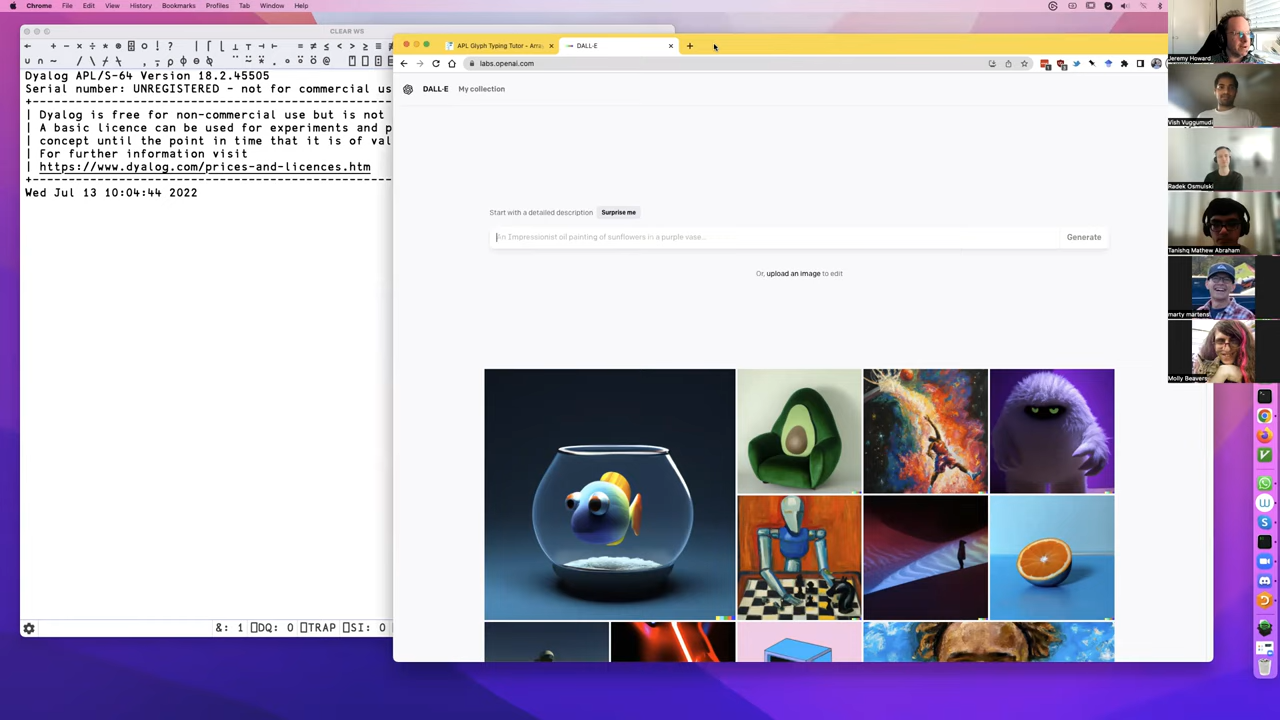 Chrome File Edit View History Bookmarks Profiles Tab Window Help
CLEAR WS
Dyalog APL/S-64 Version 18.2.45505
Serial number: UNREGISTERED - not for commercial us
| Dyalog is free for non-commercial use but is not
| A basic licence can be used for experiments and p
| concept until the point in time that it is of val
| For further information visit
| https://www.dyalog.com/prices-and-licences.htm
Wed Jul 13 10:04:44 2022
&: 1 ⎕DQ: 0 ⎕TRAP ⎕SI: 0
APL Glyph Typing Tutor - Array
DALL·E
labs.openai.com
DALL·E My collection
Start with a detailed description Surprise me
An Impressionist oil painting of sunflowers in a purple vase...
Generate
Or, upload an image to edit
Jeremy Howard
Vish Vuggumudi
Radek Osmulski
Tanishq Mathew Abraham
marty martens
Molly Beavers